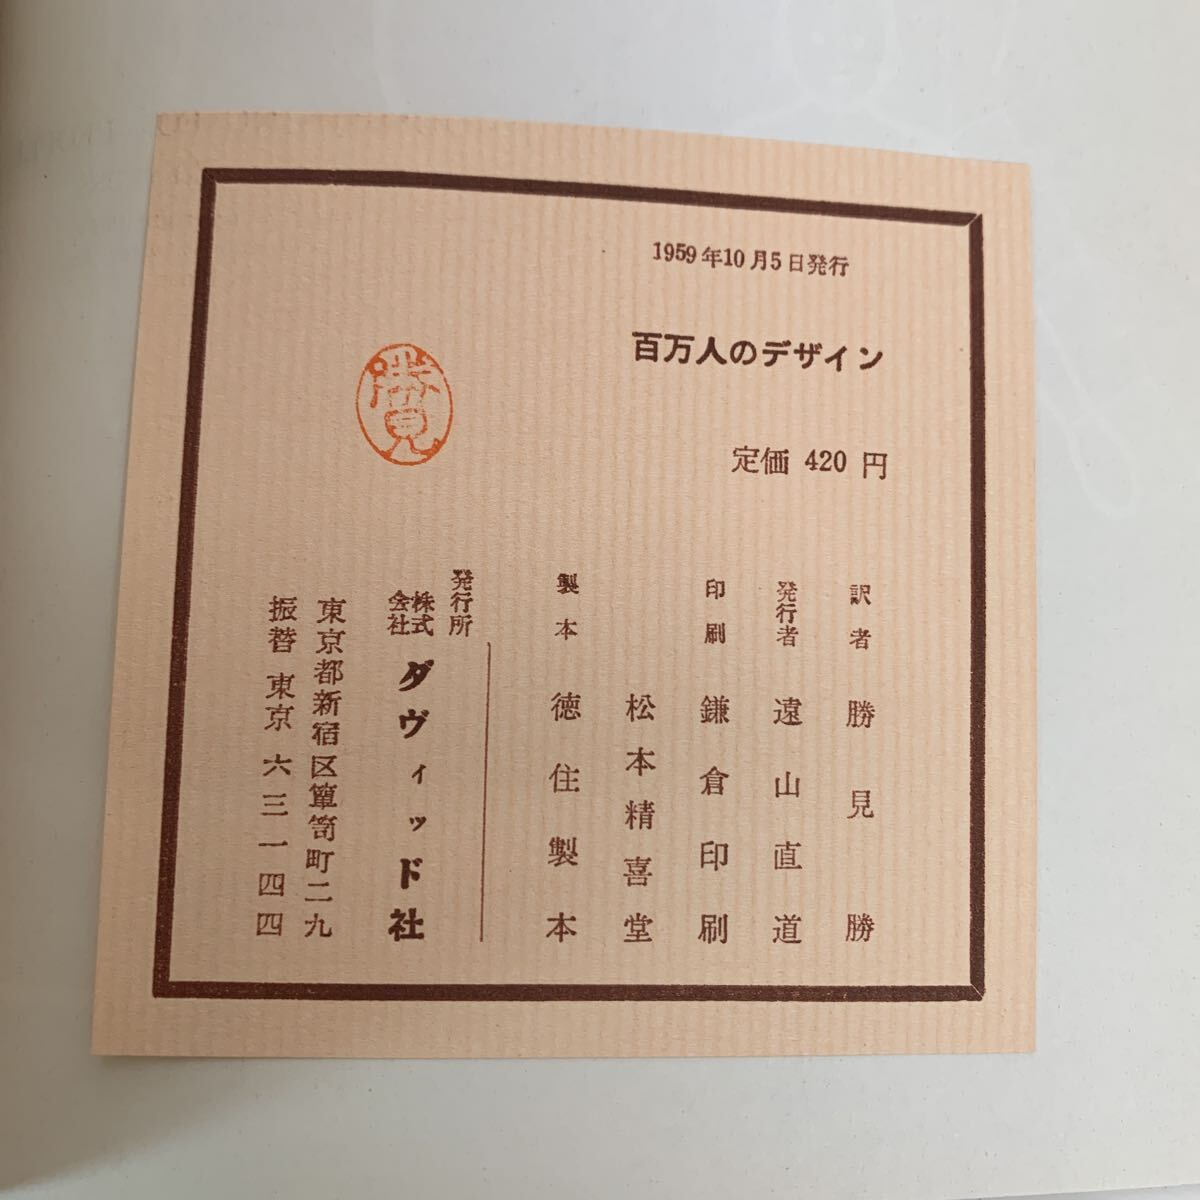 1959年10月5日発行
百万人のデザイン
定価 420 円
勝見
訳者 勝見勝
発行者 遠山直道
印刷 鎌倉印刷
松本精喜堂
製本 徳住製本
発行所
株式会社 ダヴィッド社
東京都新宿区簞笥町二九
振替 東京 六三一四四